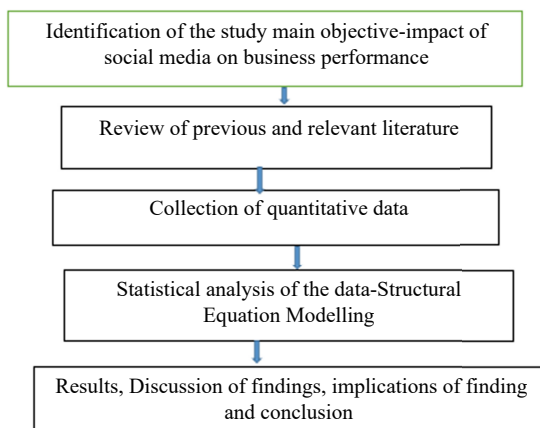 Identification of the study main objective-impact of
social media on business performance
Review of previous and relevant literature
Collection of quantitative data
Statistical analysis of the data-Structural
Equation Modelling
Results, Discussion of findings, implications of finding
and conclusion